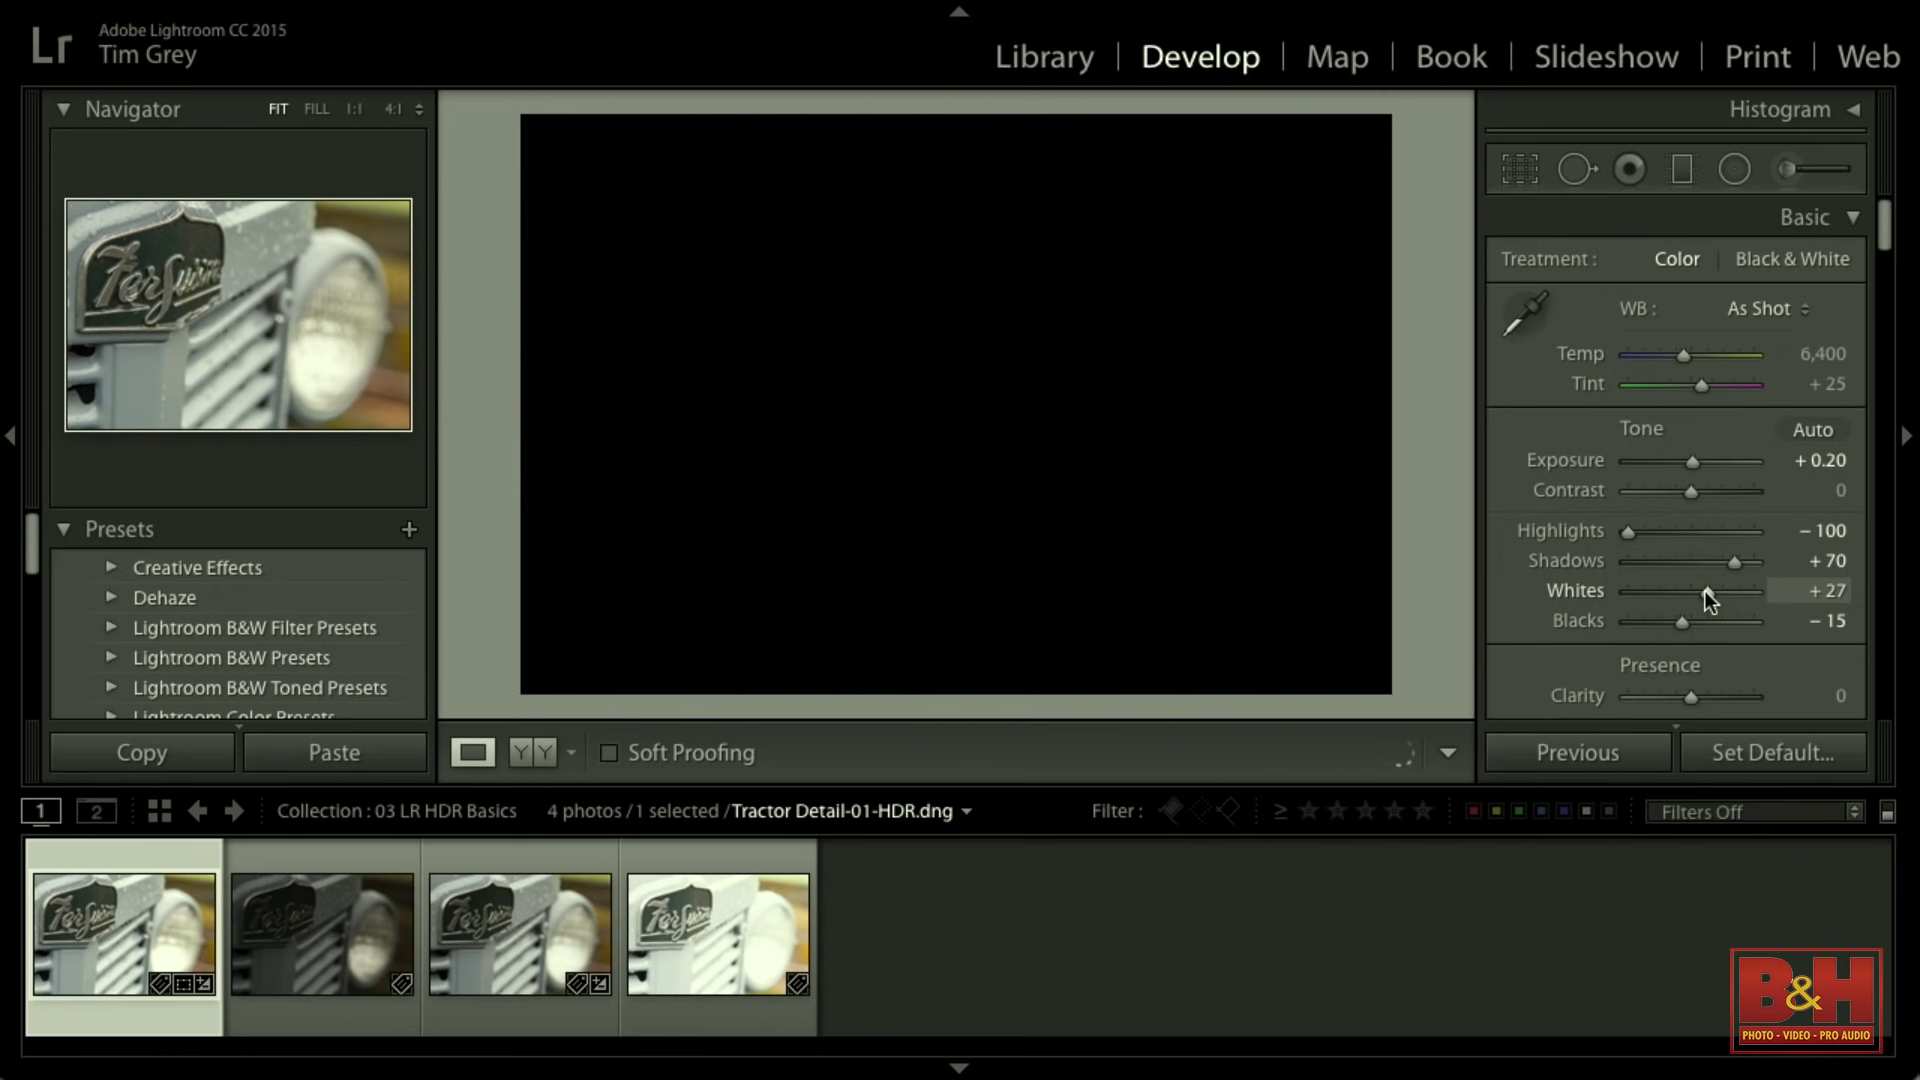 Lr
Adobe Lightroom CC 2015
Tim Grey
Library | Develop | Map | Book | Slideshow | Print | Web
Navigator FIT FILL 1:1 4:1
Histogram
Basic
Treatment : Color Black & White
WB : As Shot
Temp 6,400
Tint + 25
Tone Auto
Exposure + 0.20
Contrast 0
Highlights − 100
Shadows + 70
Whites + 27
Blacks − 15
Presence
Clarity 0
Presets +
Creative Effects
Dehaze
Lightroom B&W Filter Presets
Lightroom B&W Presets
Lightroom B&W Toned Presets
Lightroom Color Presets
Copy Paste
Y Y Soft Proofing
Previous Set Default...
1 2 Collection : 03 LR HDR Basics 4 photos / 1 selected / Tractor Detail-01-HDR.dng Filter : ≥ Filters Off
B&H
PHOTO - VIDEO - PRO AUDIO